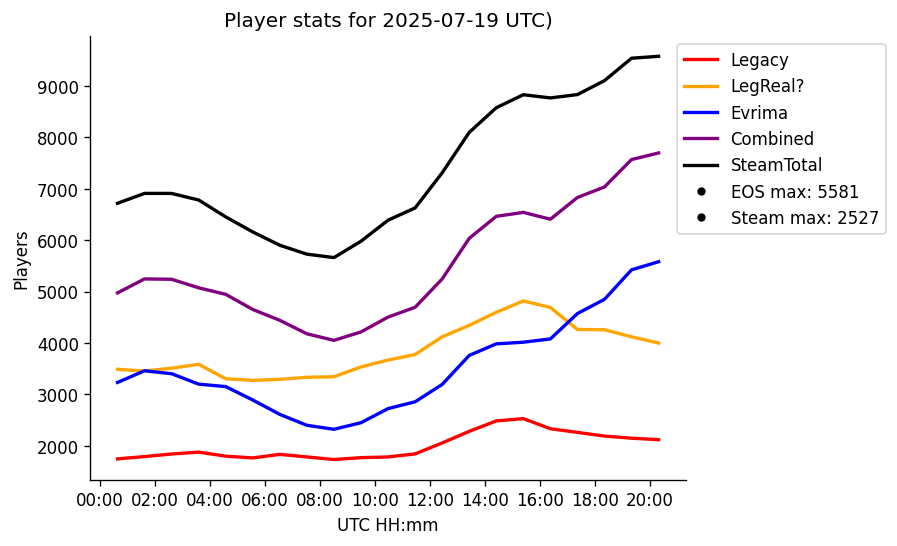 Player stats for 2025-07-19 UTC)
Legacy
LegReal?
Evrima
Combined
SteamTotal
EOS max: 5581
Steam max: 2527
Players
9000
8000
7000
6000
5000
4000
3000
2000
00:00 02:00 04:00 06:00 08:00 10:00 12:00 14:00 16:00 18:00 20:00
UTC HH:mm